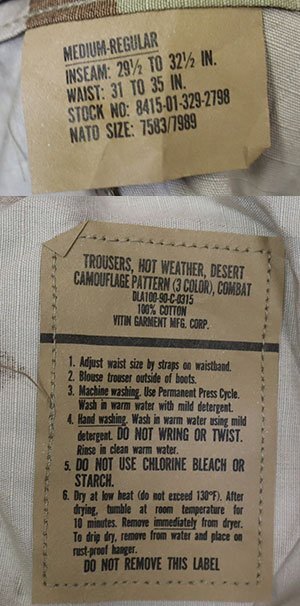 MEDIUM-REGULAR
INSEAM: 29½ TO 32½ IN.
WAIST: 31 TO 35 IN.
STOCK NO: 8415-01-329-2798
NATO SIZE: 7583/7989
TROUSERS, HOT WEATHER, DESERT
CAMOUFLAGE PATTERN (3 COLOR), COMBAT
DLA100-90-C-0315
100% COTTON
VITIN GARMENT MFG. CORP.
1. Adjust waist size by straps on waistband.
2. Blouse trouser outside of boots.
3. Machine washing. Use Permanent Press Cycle.
Wash in warm water with mild detergent.
4. Hand washing. Wash in warm water using mild
detergent. DO NOT WRING OR TWIST.
Rinse in clean warm water.
5. DO NOT USE CHLORINE BLEACH OR
STARCH.
6. Dry at low heat (do not exceed 130°F). After
drying, tumble at room temperature for
10 minutes. Remove immediately from dryer.
To drip dry, remove from water and place on
rust-proof hanger.
DO NOT REMOVE THIS LABEL